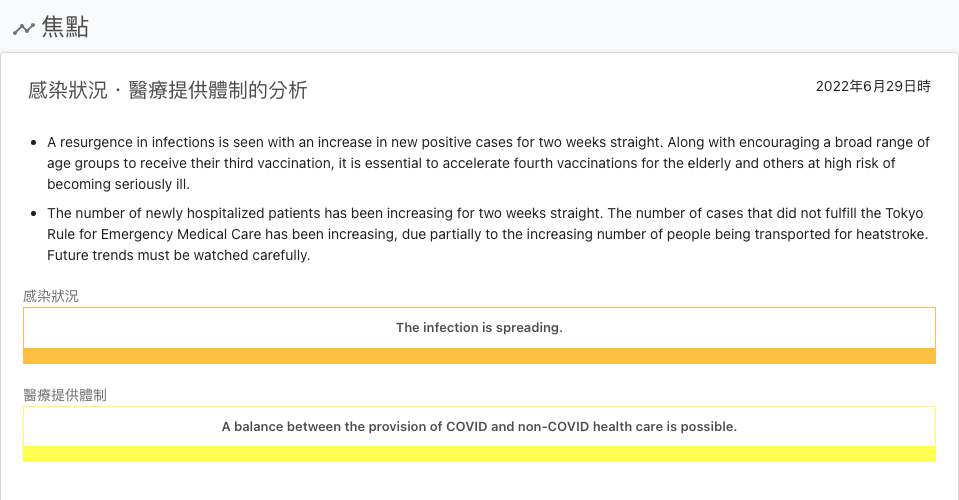 焦點
感染狀況・醫療提供體制的分析
2022年6月29日時
A resurgence in infections is seen with an increase in new positive cases for two weeks straight. Along with encouraging a broad range of
age groups to receive their third vaccination, it is essential to accelerate fourth vaccinations for the elderly and others at high risk of
becoming seriously ill.
The number of newly hospitalized patients has been increasing for two weeks straight. The number of cases that did not fulfill the Tokyo
Rule for Emergency Medical Care has been increasing, due partially to the increasing number of people being transported for heatstroke.
Future trends must be watched carefully.
感染狀況
The infection is spreading.
醫療提供體制
A balance between the provision of COVID and non-COVID health care is possible.